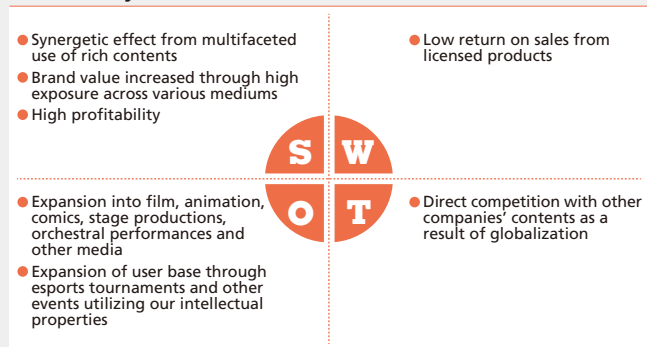 ● Synergetic effect from multifaceted
use of rich contents
● Brand value increased through high
exposure across various mediums
● High profitability
● Low return on sales from
licensed products
S W
O T
● Expansion into film, animation,
comics, stage productions,
orchestral performances and
other media
● Expansion of user base through
esports tournaments and other
events utilizing our intellectual
properties
● Direct competition with other
companies’ contents as a
result of globalization